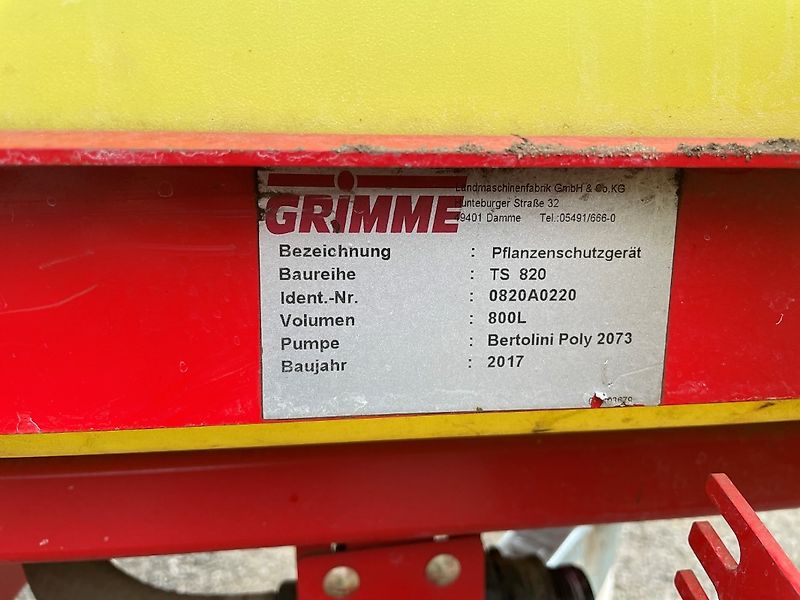 GRIMME
Landmaschinenfabrik GmbH & Co.KG
Hunteburger Straße 32
49401 Damme Tel.:05491/666-0
Bezeichnung : Pflanzenschutzgerät
Baureihe : TS 820
Ident.-Nr. : 0820A0220
Volumen : 800L
Pumpe : Bertolini Poly 2073
Baujahr : 2017